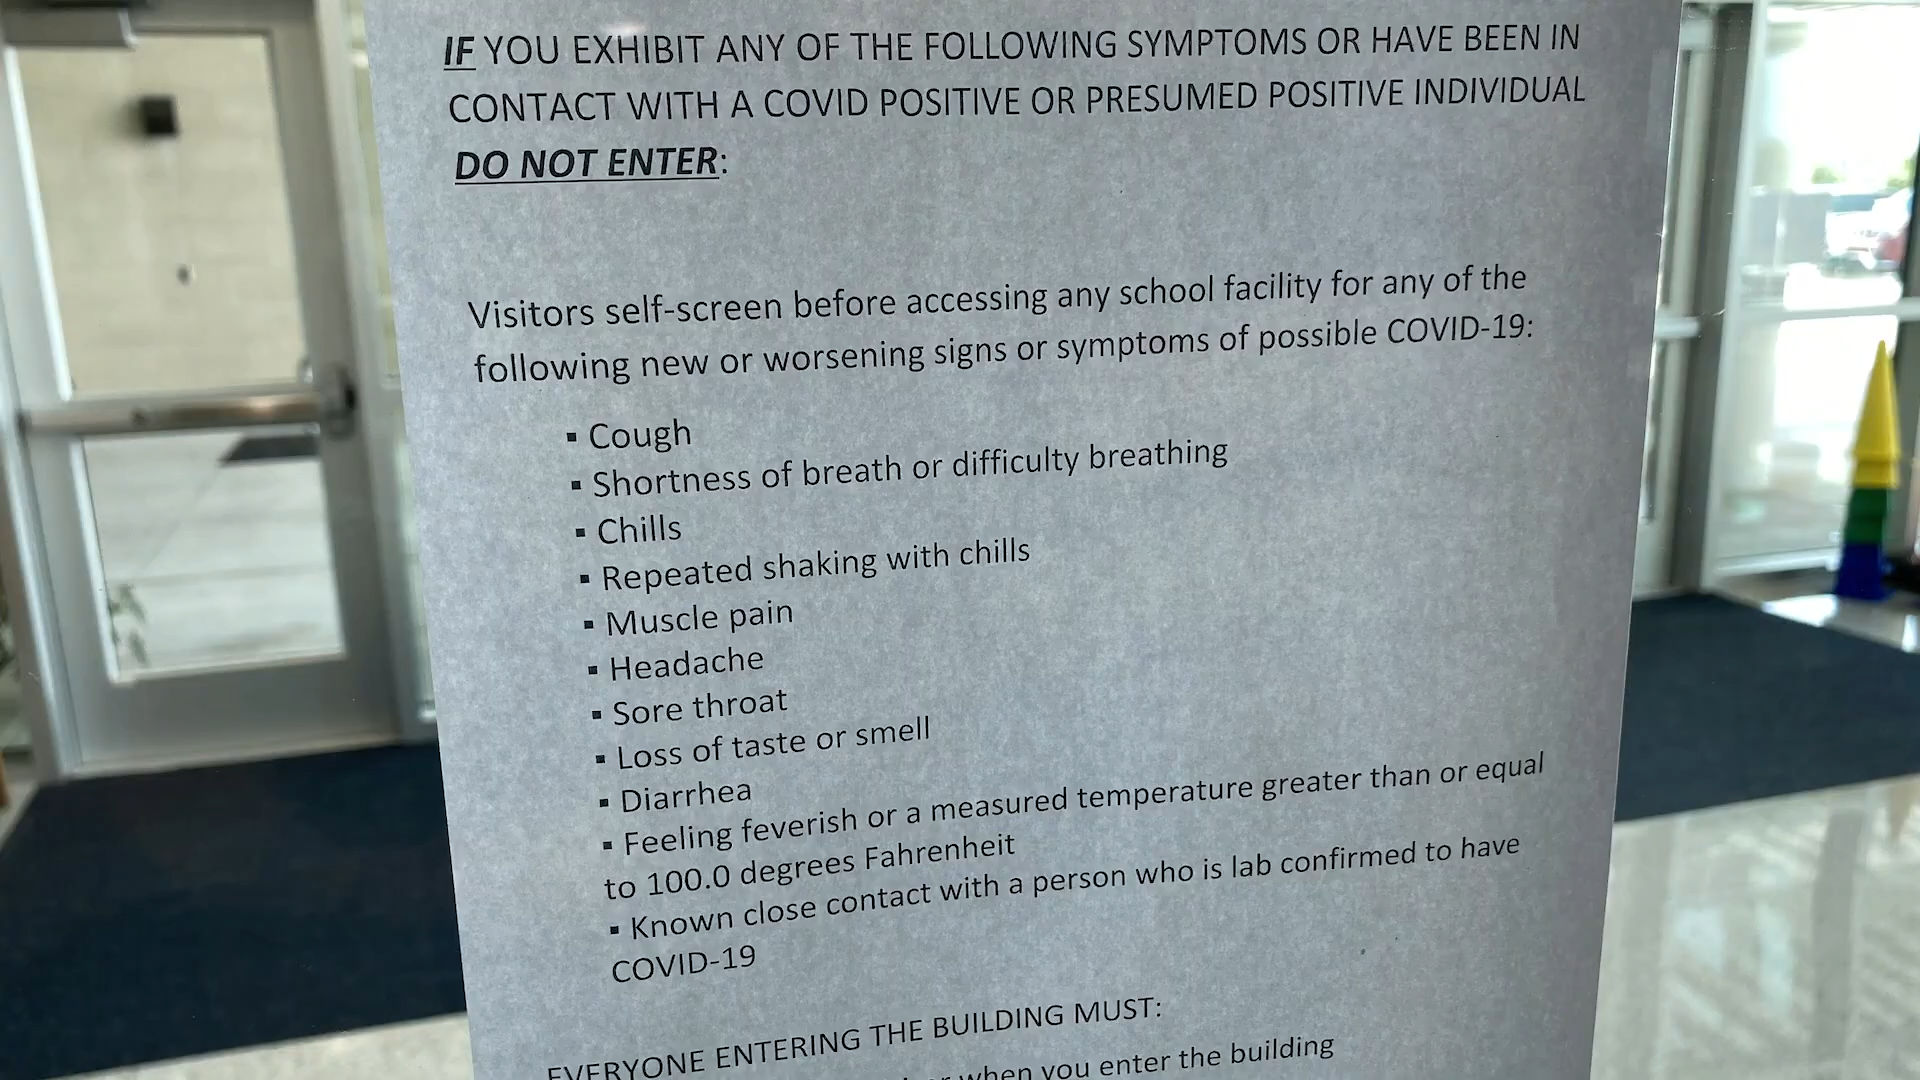 IF YOU EXHIBIT ANY OF THE FOLLOWING SYMPTOMS OR HAVE BEEN IN
CONTACT WITH A COVID POSITIVE OR PRESUMED POSITIVE INDIVIDUAL
DO NOT ENTER:
Visitors self-screen before accessing any school facility for any of the
following new or worsening signs or symptoms of possible COVID-19:
▪ Cough
▪ Shortness of breath or difficulty breathing
▪ Chills
▪ Repeated shaking with chills
▪ Muscle pain
▪ Headache
▪ Sore throat
▪ Loss of taste or smell
▪ Diarrhea
▪ Feeling feverish or a measured temperature greater than or equal
to 100.0 degrees Fahrenheit
▪ Known close contact with a person who is lab confirmed to have
COVID-19
EVERYONE ENTERING THE BUILDING MUST:
when you enter the building